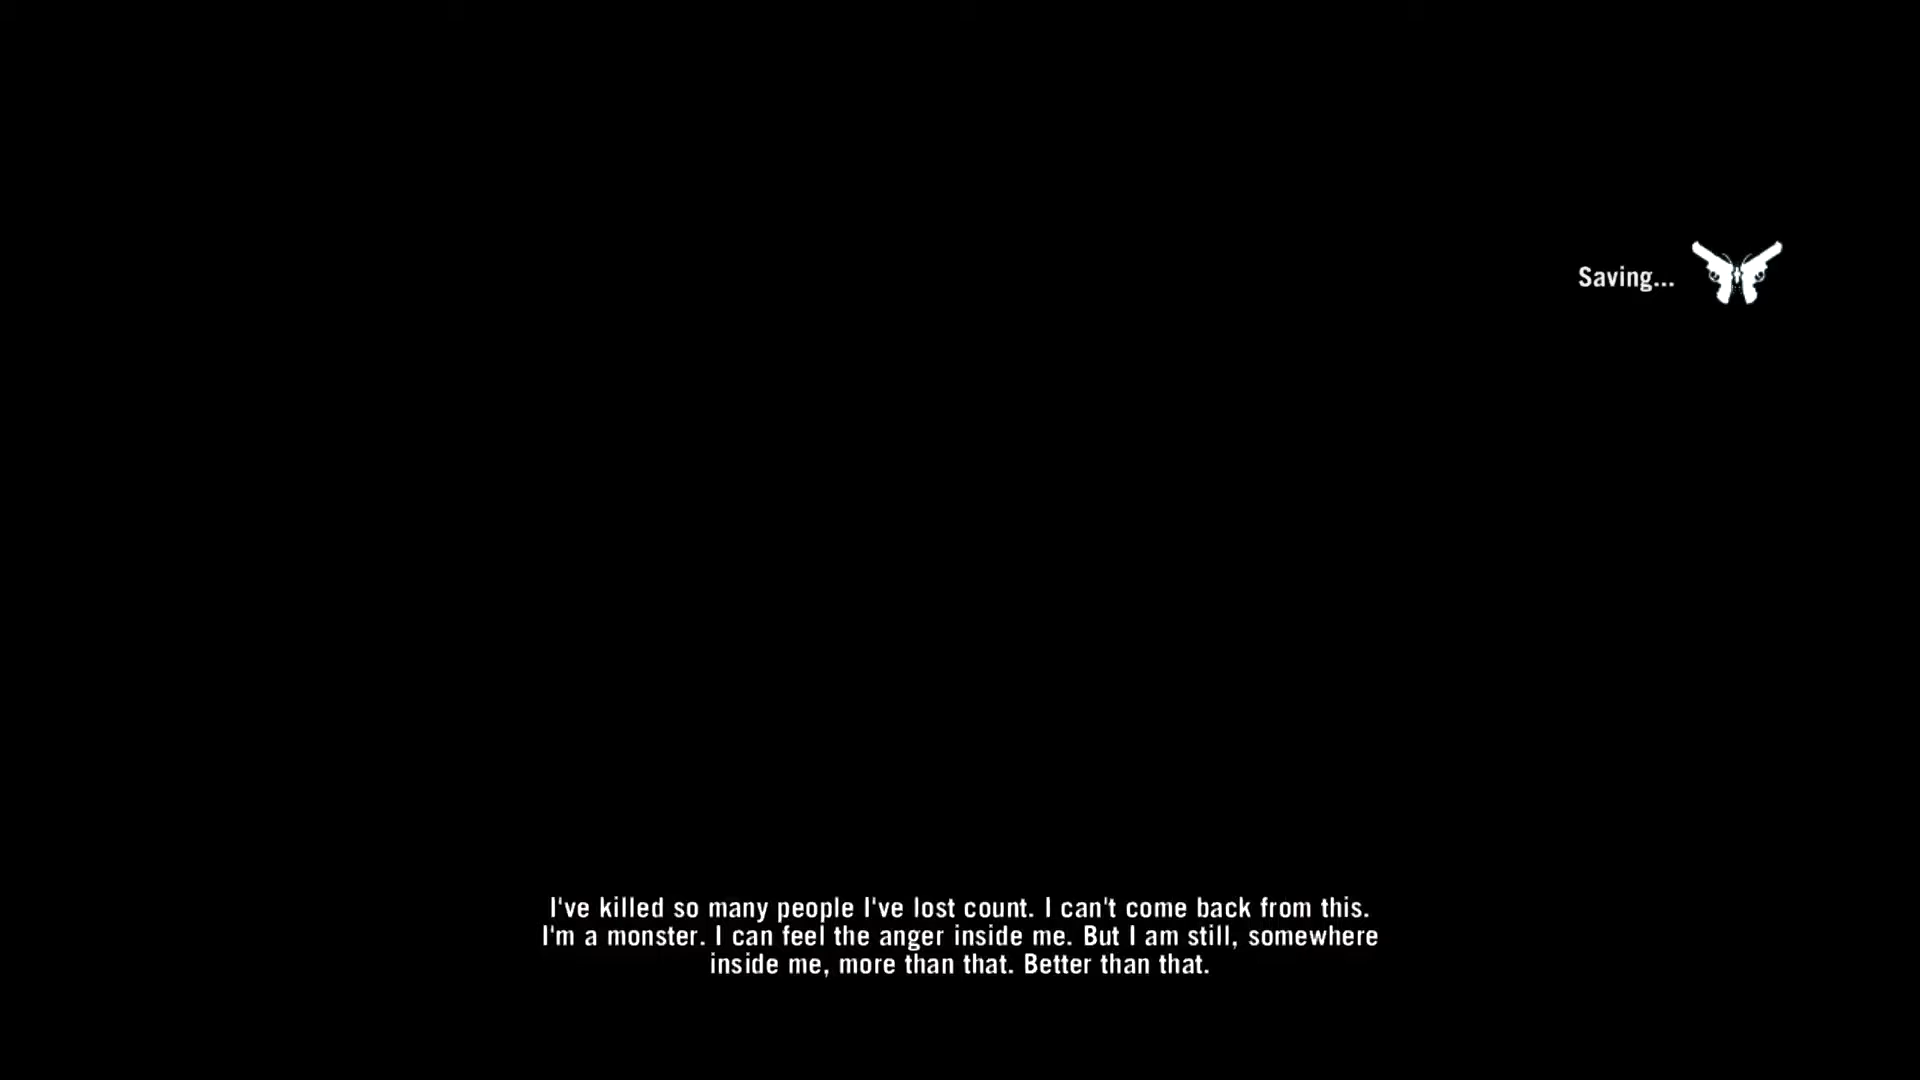 Saving...
I've killed so many people I've lost count. I can't come back from this.
I'm a monster. I can feel the anger inside me. But I am still, somewhere
inside me, more than that. Better than that.